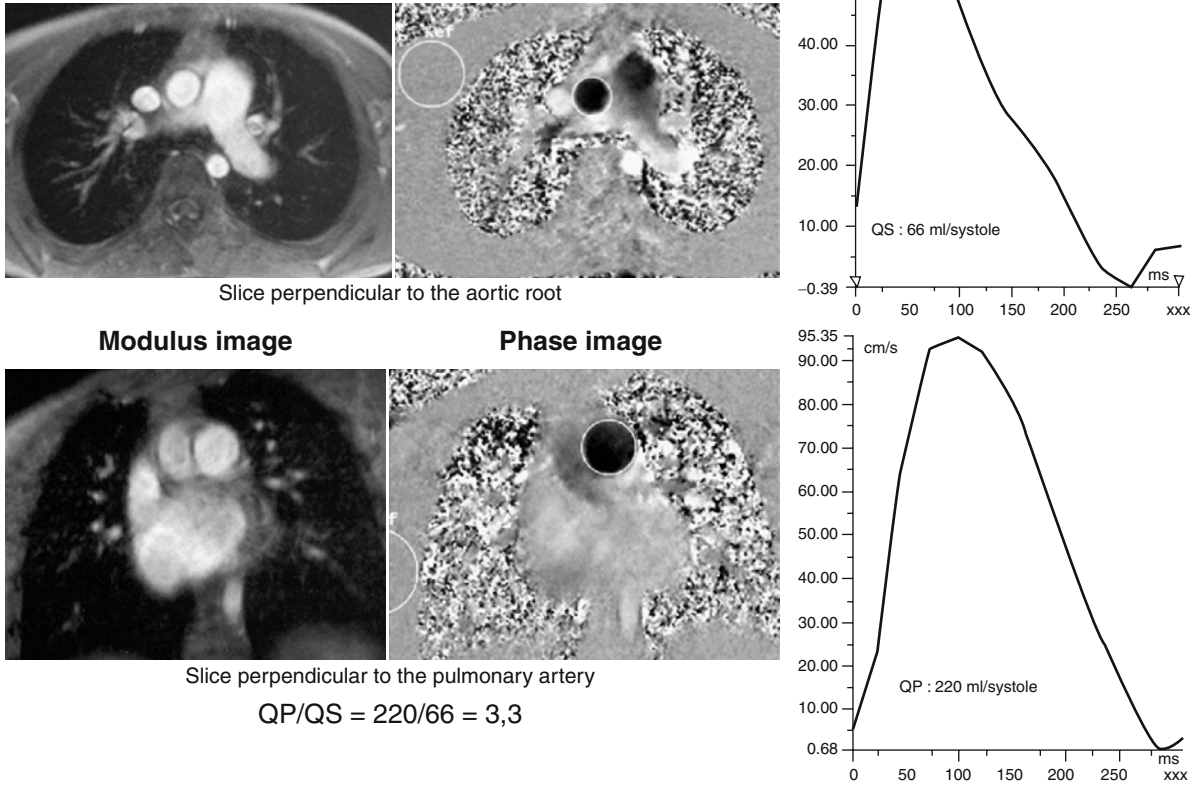 ref
40.00
30.00
20.00
10.00
QS : 66 ml/systole
ms
–0.39
0 50 100 150 200 250 xxx
Slice perpendicular to the aortic root
Modulus image Phase image
95.35
cm/s
90.00
80.00
70.00
60.00
50.00
40.00
30.00
20.00
QP : 220 ml/systole
10.00
0.68
ms
0 50 100 150 200 250 xxx
f
Slice perpendicular to the pulmonary artery
QP/QS = 220/66 = 3,3